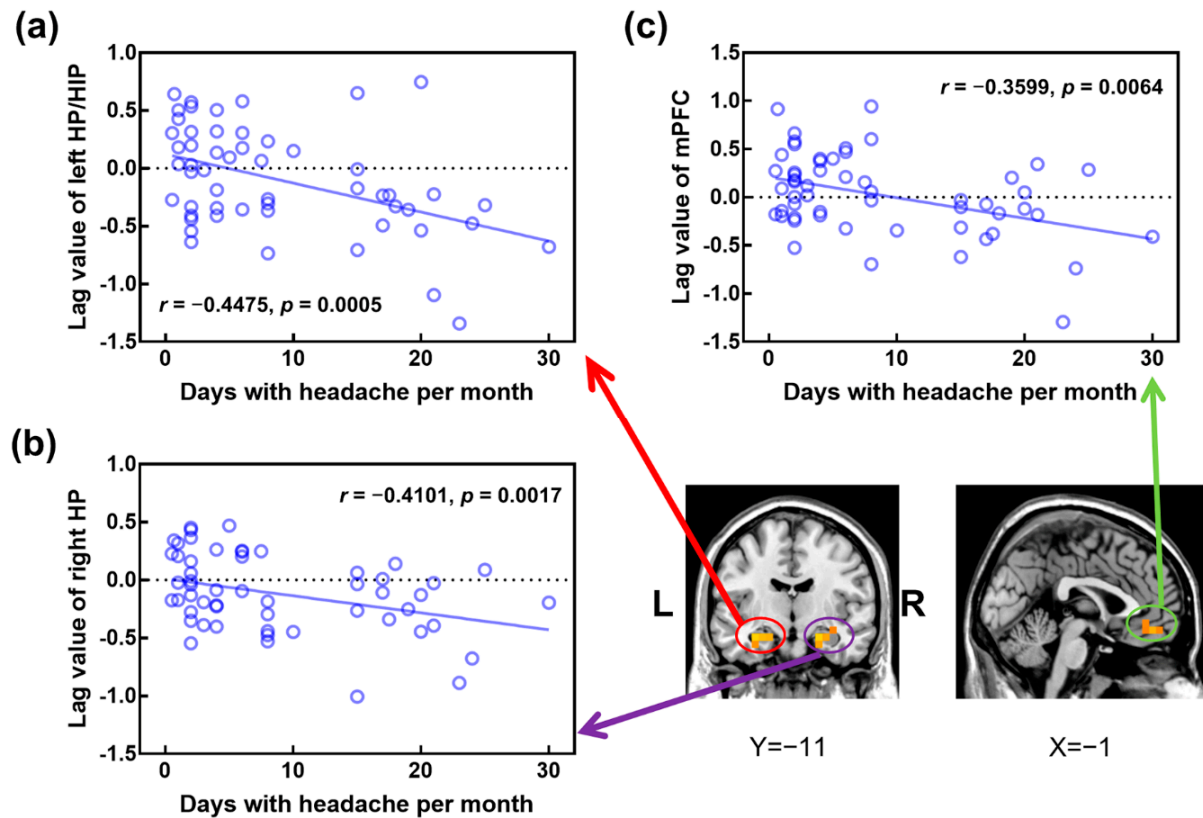 (a)
1.0
0.5
0.0
-0.5
-1.0
-1.5
Lag value of left HP/HIP
r = −0.4475, p = 0.0005
0 10 20 30
Days with headache per month
(c)
1.5
1.0
0.5
0.0
-0.5
-1.0
-1.5
Lag value of mPFC
r = −0.3599, p = 0.0064
0 10 20 30
Days with headache per month
(b)
1.0
0.5
0.0
-0.5
-1.0
-1.5
Lag value of right HP
r = −0.4101, p = 0.0017
0 10 20 30
Days with headache per month
L
R
Y=−11
X=−1